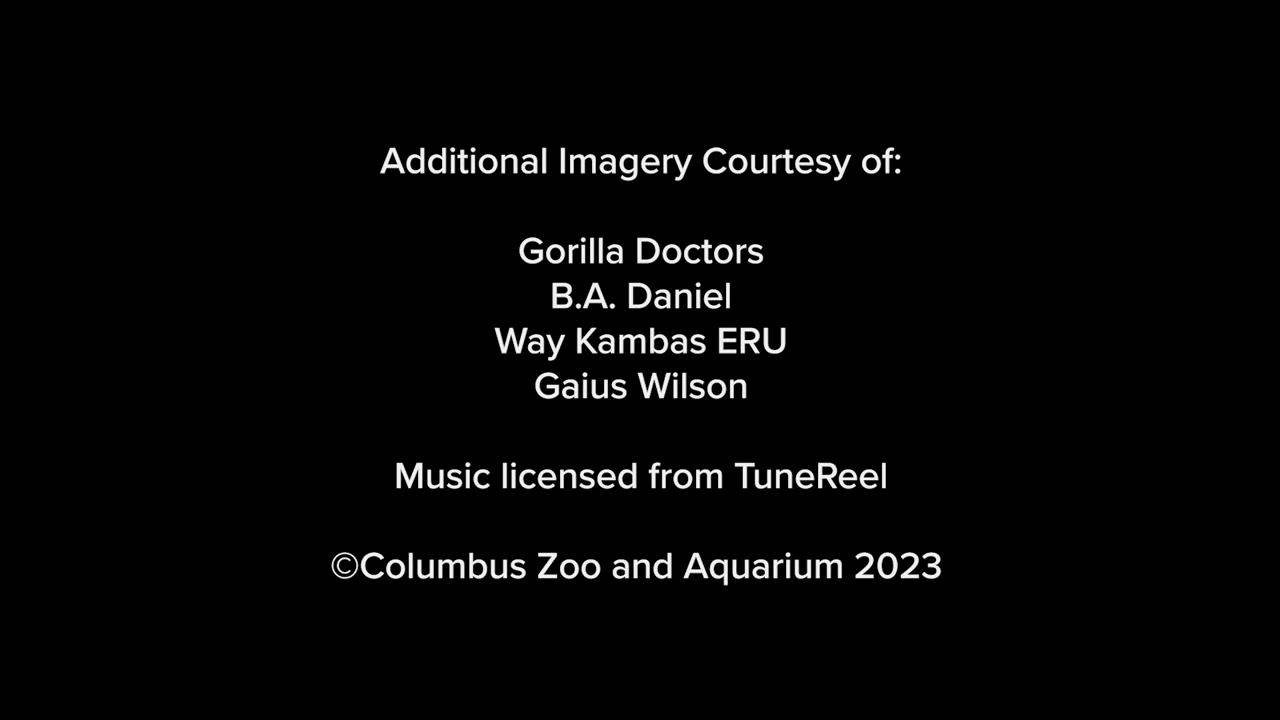 Additional Imagery Courtesy of:
Gorilla Doctors
B.A. Daniel
Way Kambas ERU
Gaius Wilson
Music licensed from TuneReel
©Columbus Zoo and Aquarium 2023